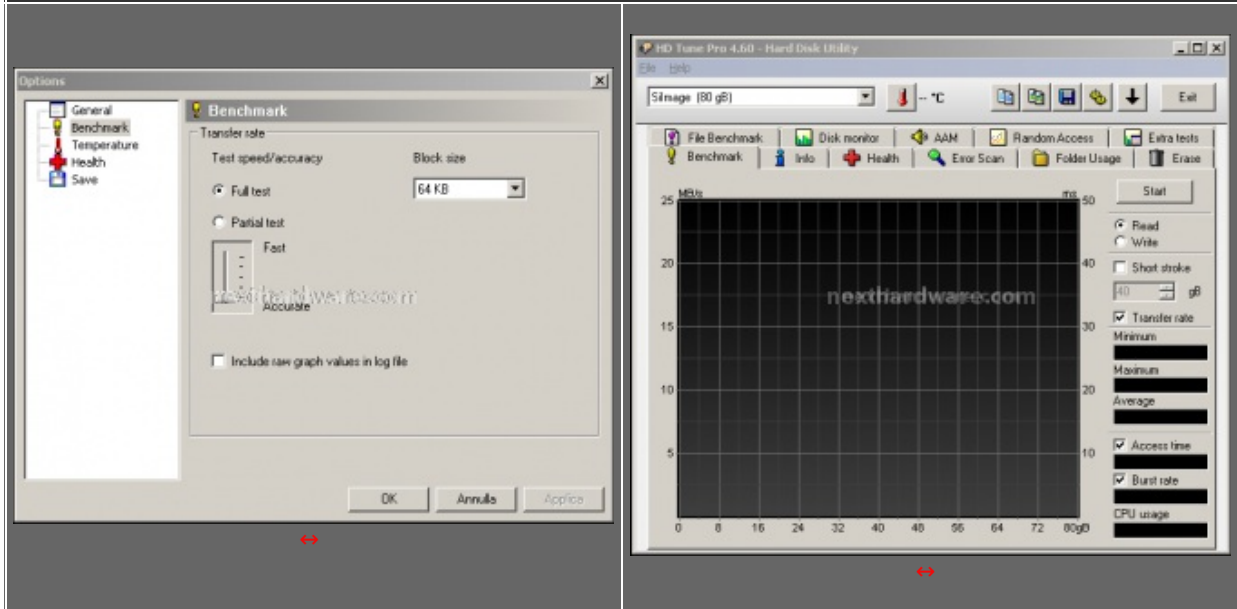 Options
General
Benchmark
Temperature
Health
Save
Benchmark
Transfer rate
Test speed/accuracy
Block size
Full test
64 KB
Partial test
Fast
Accurate
Include raw graph values in log file
OK Annulla Applica
HD Tune Pro 4.60 - Hard Disk Utility
File Help
SiImage (80 gB)
-- °C
Exit
File Benchmark Disk monitor AAM Random Access Extra tests
Benchmark Info Health Error Scan Folder Usage Erase
Start
MB/s ms
25 50
20 40
15 30
10 20
5 10
0 8 16 24 32 40 48 56 64 72 80gB
nexthardware.com
Read
Write
Short stroke
40 gB
Transfer rate
Minimum
Maximum
Average
Access time
Burst rate
CPU usage